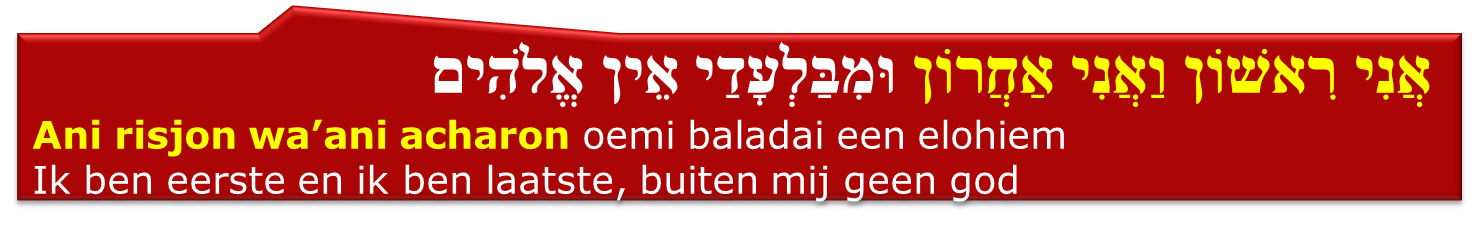 אֲנִי רִאשׁוֹן וַאֲנִי אַחֲרוֹן וּמִבַּלְעָדַי אֵין אֱלֹהִים
Ani risjon wa’ani acharon oemi baladai een elohiem
Ik ben eerste en ik ben laatste, buiten mij geen god